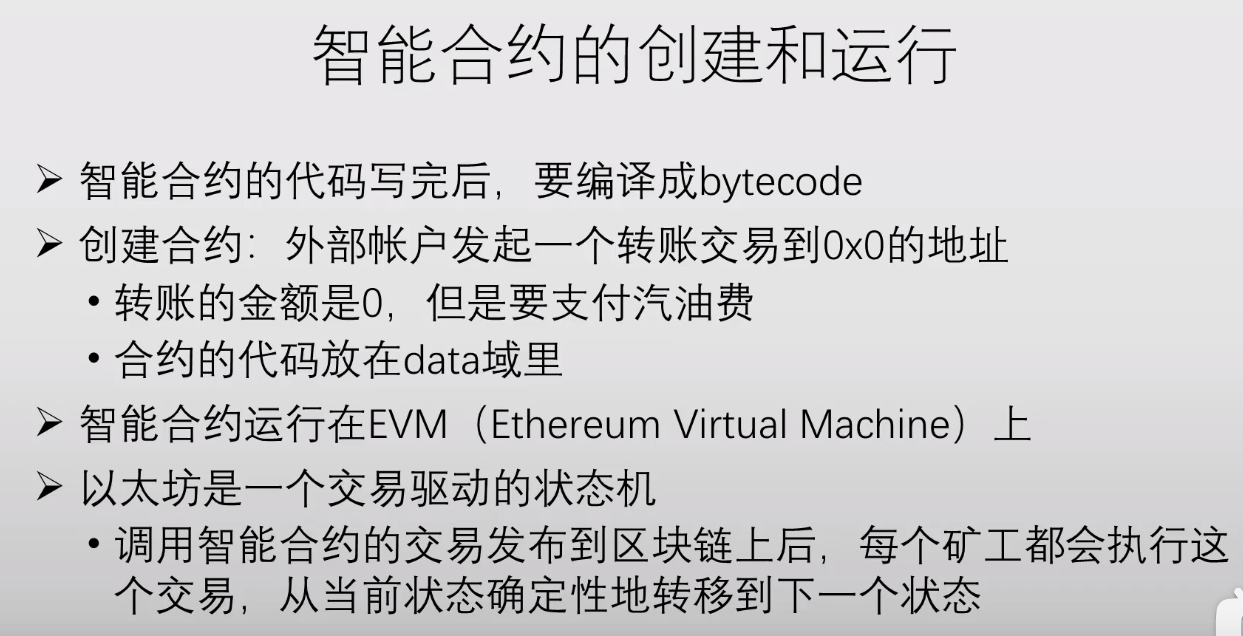 智能合约的创建和运行
➢ 智能合约的代码写完后，要编译成bytecode
➢ 创建合约：外部帐户发起一个转账交易到0x0的地址
• 转账的金额是0，但是要支付汽油费
• 合约的代码放在data域里
➢ 智能合约运行在EVM（Ethereum Virtual Machine）上
➢ 以太坊是一个交易驱动的状态机
• 调用智能合约的交易发布到区块链上后，每个矿工都会执行这
个交易，从当前状态确定性地转移到下一个状态